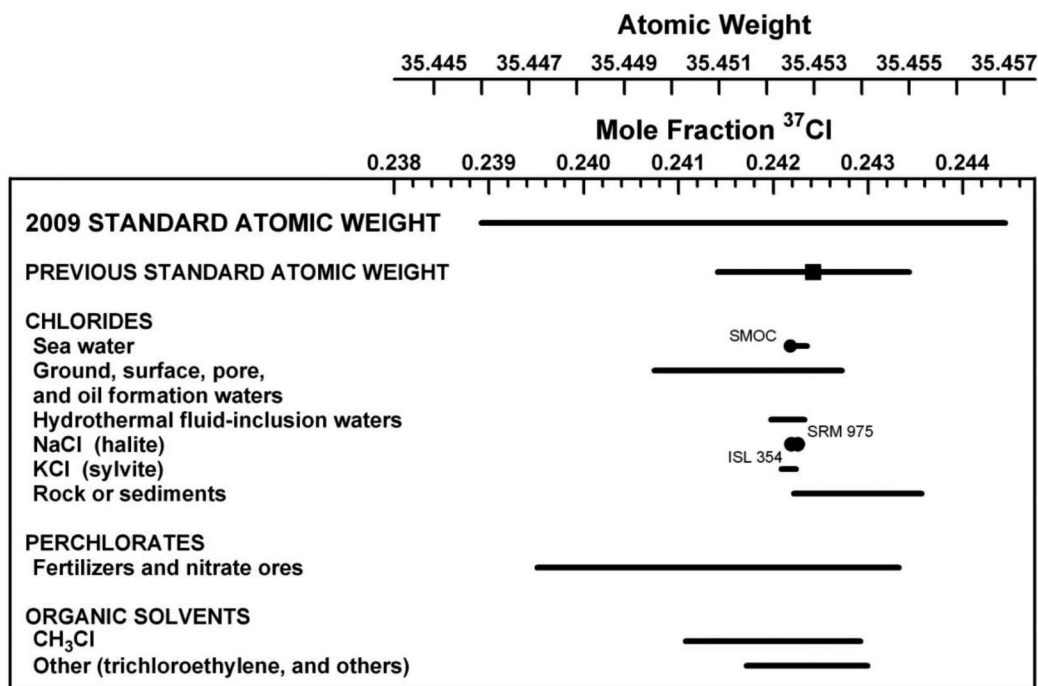 Atomic Weight
35.445 35.447 35.449 35.451 35.453 35.455 35.457
Mole Fraction ³⁷Cl
0.238 0.239 0.240 0.241 0.242 0.243 0.244
2009 STANDARD ATOMIC WEIGHT
PREVIOUS STANDARD ATOMIC WEIGHT
CHLORIDES
Sea water SMOC
Ground, surface, pore,
and oil formation waters
Hydrothermal fluid-inclusion waters
NaCl (halite) SRM 975
KCl (sylvite) ISL 354
Rock or sediments
PERCHLORATES
Fertilizers and nitrate ores
ORGANIC SOLVENTS
CH₃Cl
Other (trichloroethylene, and others)